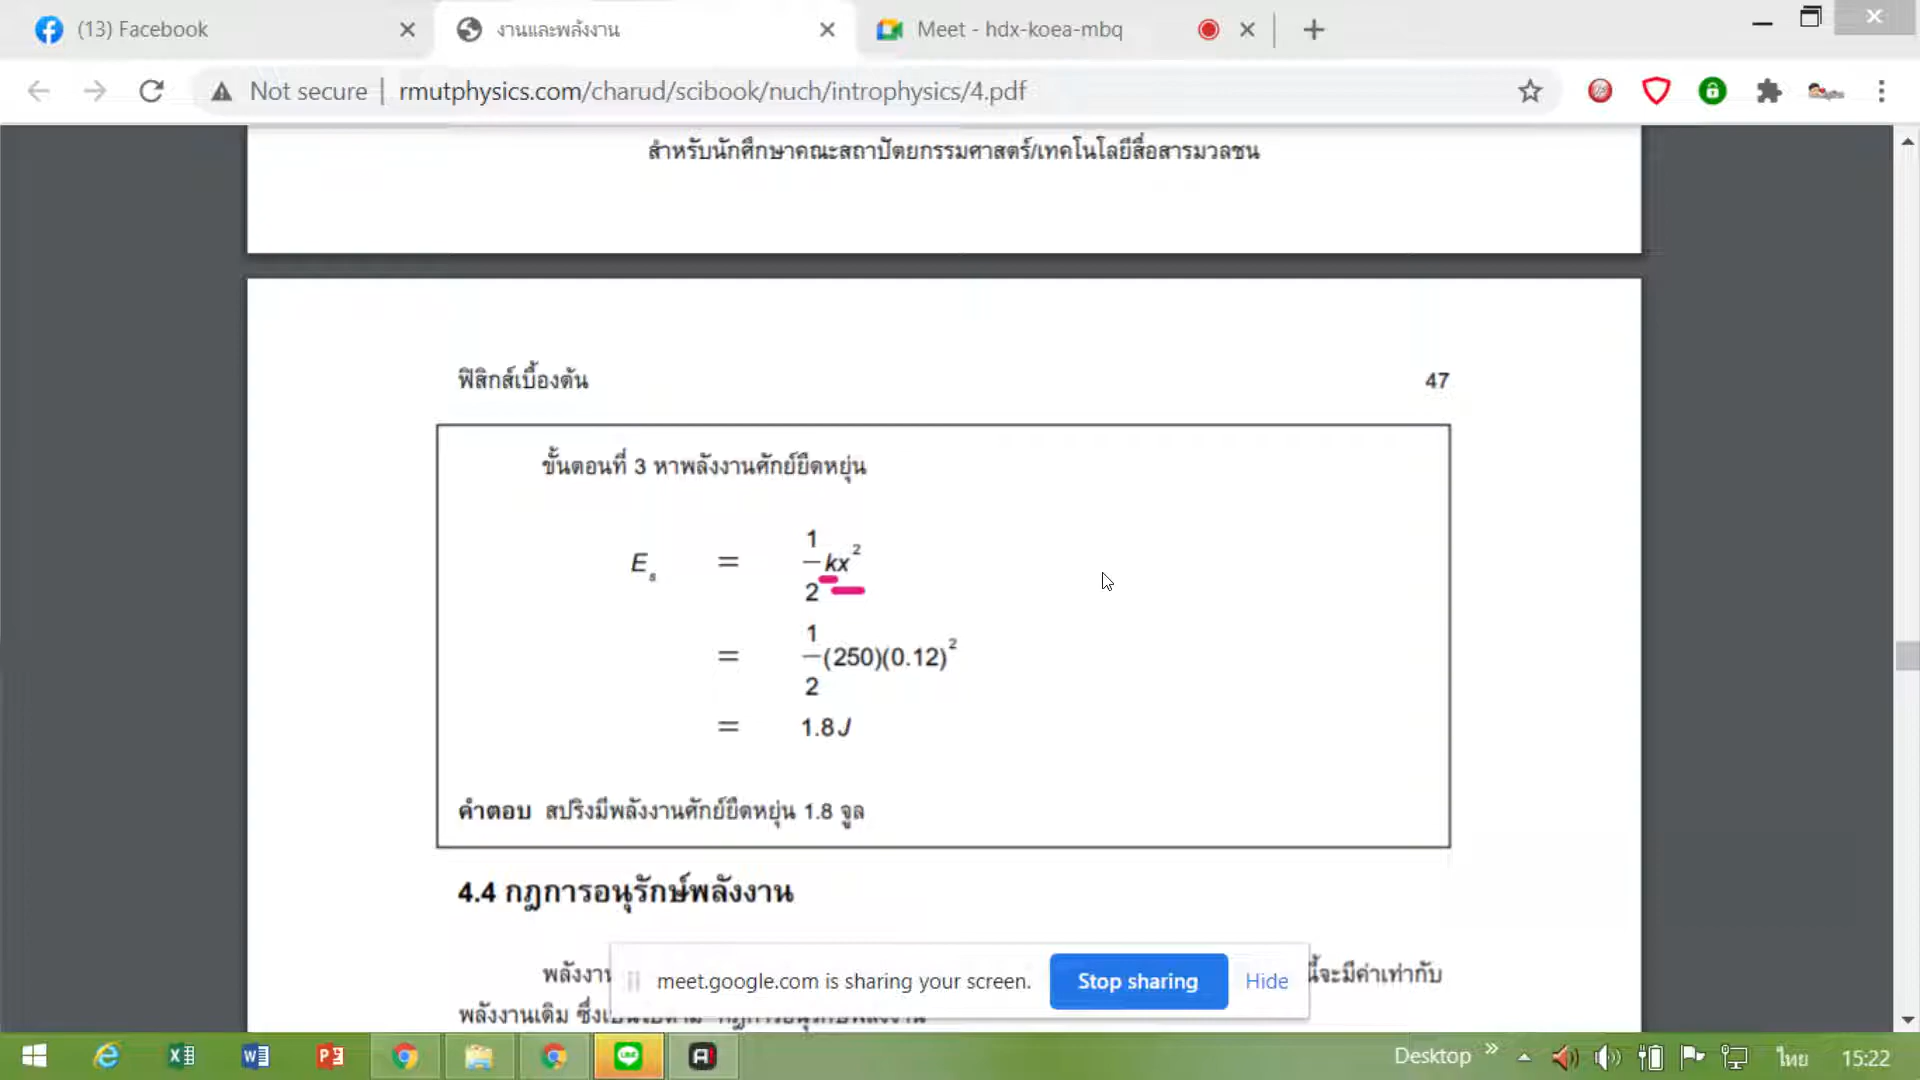 (13) Facebook
งานและพลังงาน
Meet - hdx-koea-mbq
Not secure | rmutphysics.com/charud/scibook/nuch/introphysics/4.pdf
สำหรับนักศึกษาคณะสถาปัตยกรรมศาสตร์/เทคโนโลยีสื่อสารมวลชน
ฟิสิกส์เบื้องต้น 47
ขั้นตอนที่ 3 หาพลังงานศักย์ยืดหยุ่น
E_s = 1/2 kx^2
= 1/2 (250)(0.12)^2
= 1.8 J
คำตอบ สปริงมีพลังงานศักย์ยืดหยุ่น 1.8 จูล
4.4 กฎการอนุรักษ์พลังงาน
meet.google.com is sharing your screen. Stop sharing Hide
นี้จะมีค่าเท่ากับ
พลังงานเดิม
Desktop
ไทย
15:22